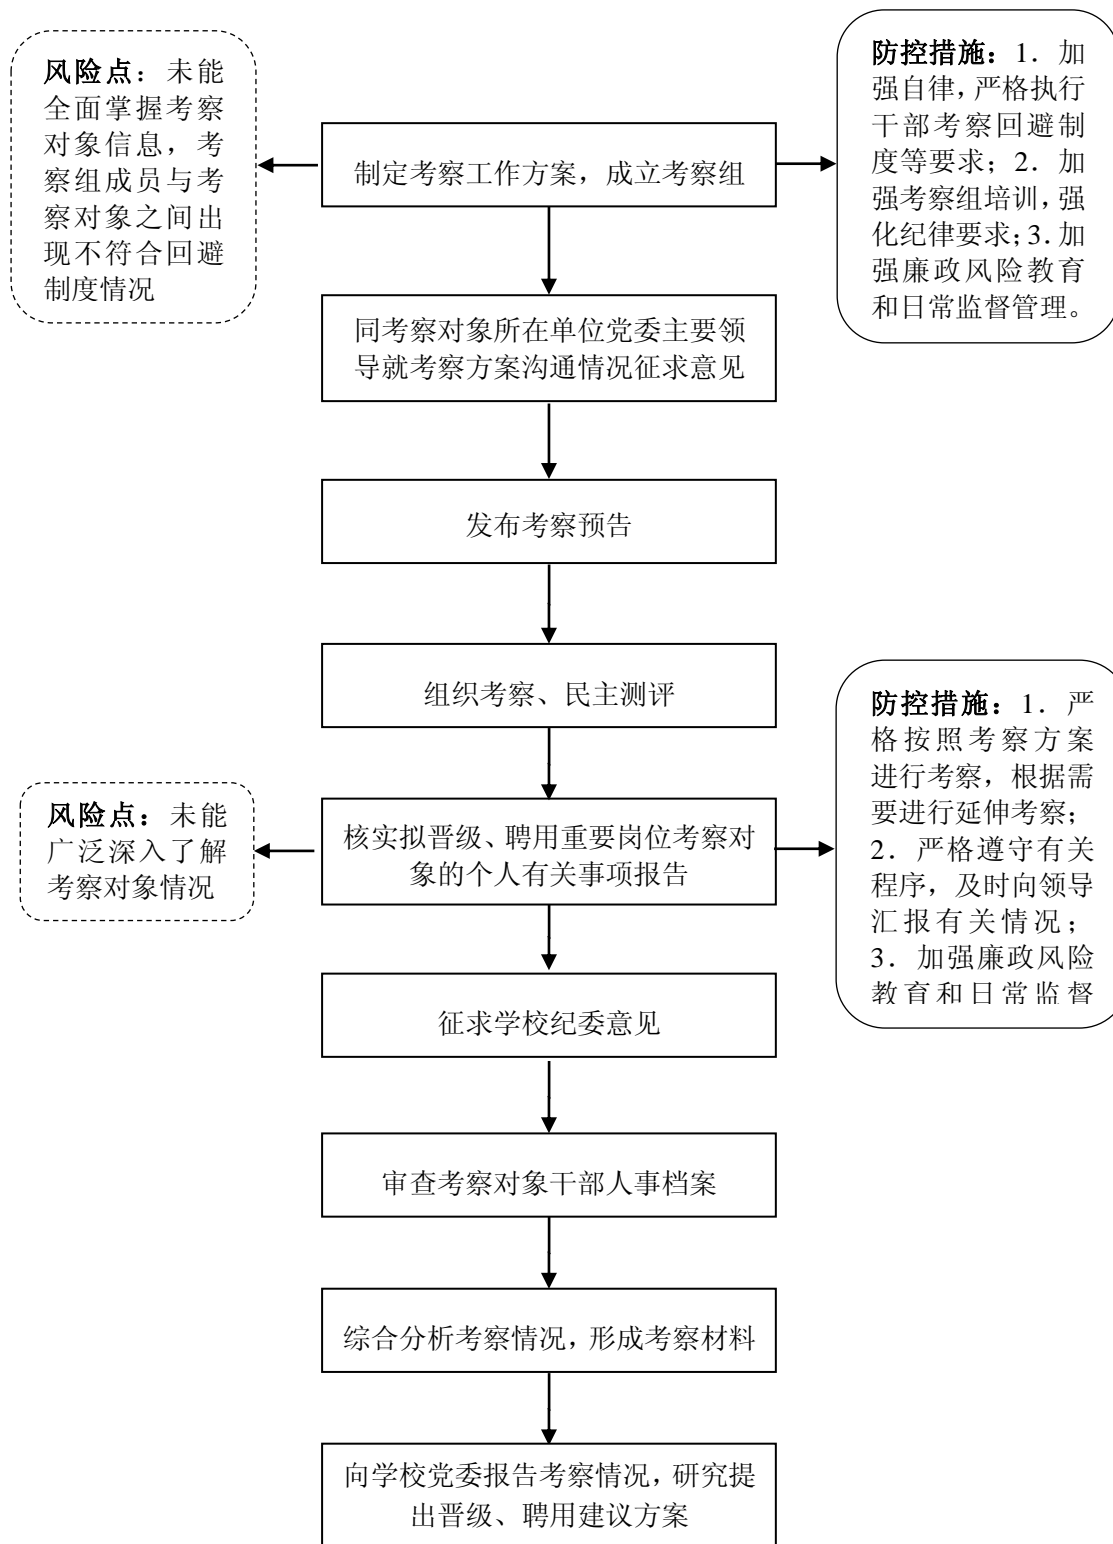 风险点：未能
全面掌握考察
对象信息，考
察组成员与考
察对象之间出
现不符合回避
制度情况
制定考察工作方案，成立考察组
防控措施：1．加
强自律，严格执行
干部考察回避制
度等要求；2．加
强考察组培训，强
化纪律要求；3．加
强廉政风险教育
和日常监督管理。
同考察对象所在单位党委主要领
导就考察方案沟通情况征求意见
发布考察预告
组织考察、民主测评
风险点：未能
广泛深入了解
考察对象情况
核实拟晋级、聘用重要岗位考察对
象的个人有关事项报告
防控措施：1．严
格按照考察方案
进行考察，根据需
要进行延伸考察；
2．严格遵守有关
程序，及时向领导
汇报有关情况；
3．加强廉政风险
教育和日常监督
征求学校纪委意见
审查考察对象干部人事档案
综合分析考察情况，形成考察材料
向学校党委报告考察情况，研究提
出晋级、聘用建议方案